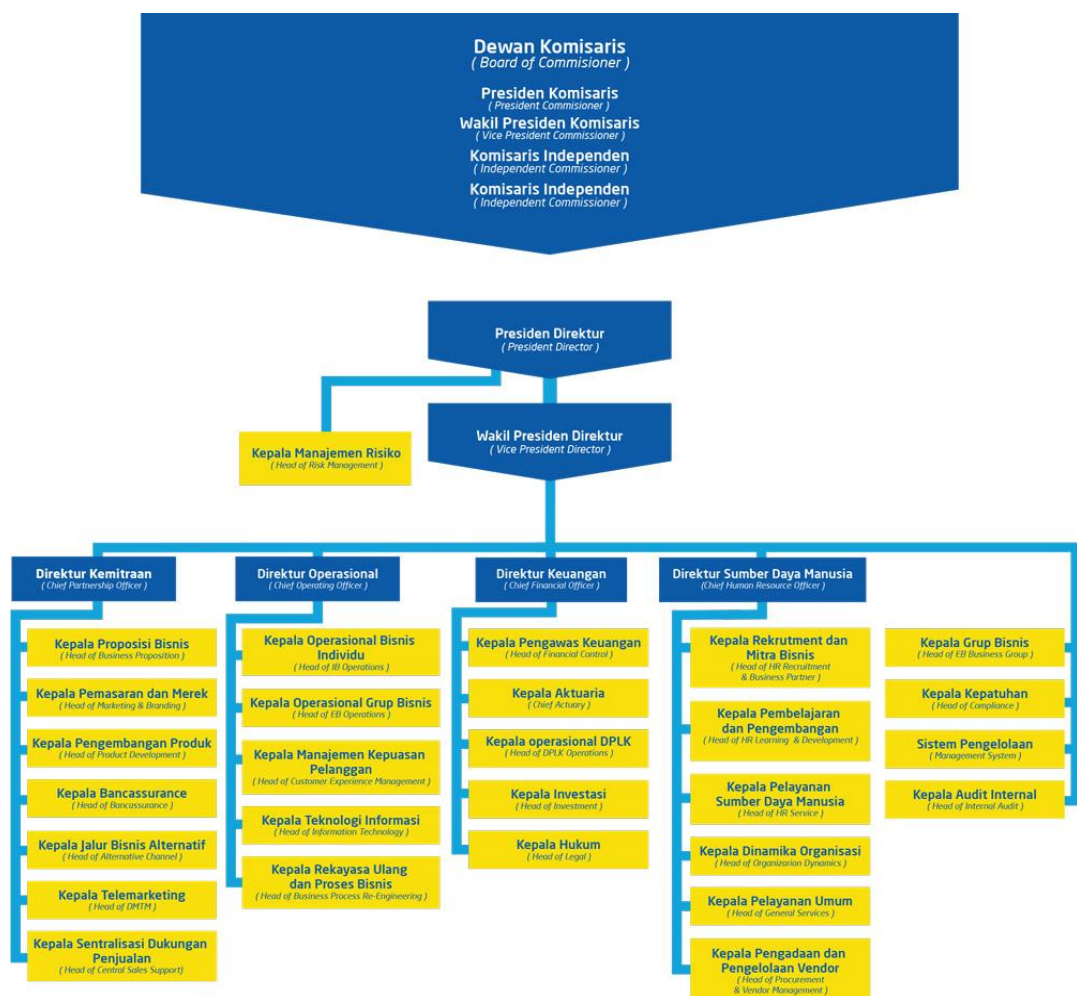 Dewan Komisaris
( Board of Commisioner )
Presiden Komisaris
( President Commisioner )
Wakil Presiden Komisaris
( Vice President Commissioner )
Komisaris Independen
( Independent Commissioner )
Komisaris Independen
( Independent Commissioner )
Presiden Direktur
( President Director )
Wakil Presiden Direktur
( Vice President Director )
Kepala Manajemen Risiko
( Head of Risk Management )
Direktur Kemitraan
( Chief Partnership Officer )
Kepala Proposisi Bisnis
( Head of Business Proposition )
Kepala Pemasaran dan Merek
( Head of Marketing & Branding )
Kepala Pengembangan Produk
( Head of Product Development )
Kepala Bancassurance
( Head of Bancassurance )
Kepala Jalur Bisnis Alternatif
( Head of Alternative Channel )
Kepala Telemarketing
( Head of DMTM )
Kepala Sentralisasi Dukungan
Penjualan
( Head of Central Sales Support)
Direktur Operasional
( Chief Operating Officer )
Kepala Operasional Bisnis
Individu
( Head of IB Operations )
Kepala Operasional Grup Bisnis
( Head of EB Operations )
Kepala Manajemen Kepuasan
Pelanggan
( Head of Customer Experience Management )
Kepala Teknologi Informasi
( Head of Information Technology )
Kepala Rekayasa Ulang
dan Proses Bisnis
( Head of Business Process Re-Engineering )
Direktur Keuangan
( Chief Financial Officer )
Kepala Pengawas Keuangan
( Head of Financial Control )
Kepala Aktuaria
( Chief Actuary )
Kepala operasional DPLK
( Head of DPLK Operations )
Kepala Investasi
( Head of Investment )
Kepala Hukum
( Head of Legal )
Direktur Sumber Daya Manusia
(Chief Human Resource Officer )
Kepala Rekrutment dan
Mitra Bisnis
( Head of HR Recruitment
& Business Partner )
Kepala Pembelajaran
dan Pengembangan
( Head of HR Learning & Development )
Kepala Pelayanan
Sumber Daya Manusia
( Head of HR Service )
Kepala Dinamika Organisasi
( Head of Organizarion Dynamics )
Kepala Pelayanan Umum
( Head of General Services )
Kepala Pengadaan dan
Pengelolaan Vendor
( Head of Procurement
& Vendor Management )
Kepala Grup Bisnis
( Head of EB Business Group )
Kepala Kepatuhan
( Head of Compliance )
Sistem Pengelolaan
( Management System )
Kepala Audit Internal
( Head of Internal Audit )